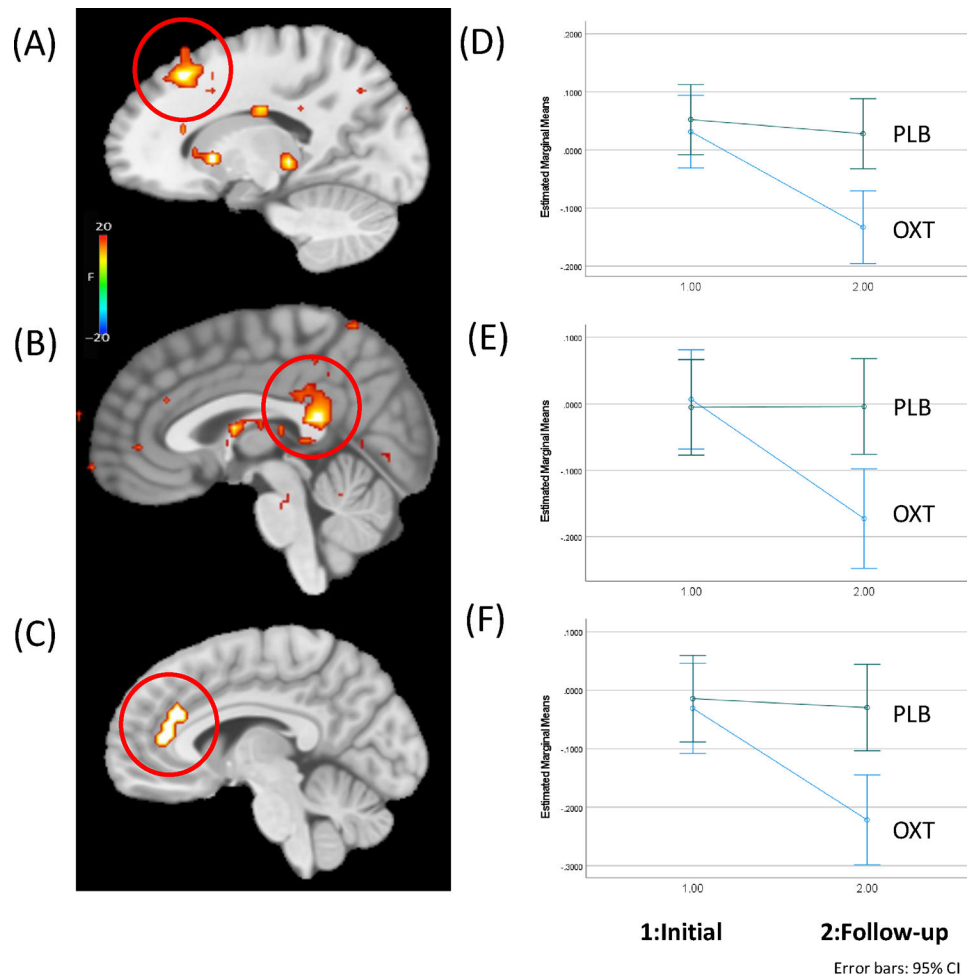 (A)
20
F
-20
(B)
(C)
(D)
Estimated Marginal Means
.2000
.1000
.0000
-.1000
-.2000
1.00
2.00
PLB
OXT
(E)
Estimated Marginal Means
.1000
.0000
-.1000
-.2000
1.00
2.00
PLB
OXT
(F)
Estimated Marginal Means
.1000
.0000
-.1000
-.2000
-.3000
1.00
2.00
PLB
OXT
1:Initial
2:Follow-up
Error bars: 95% CI